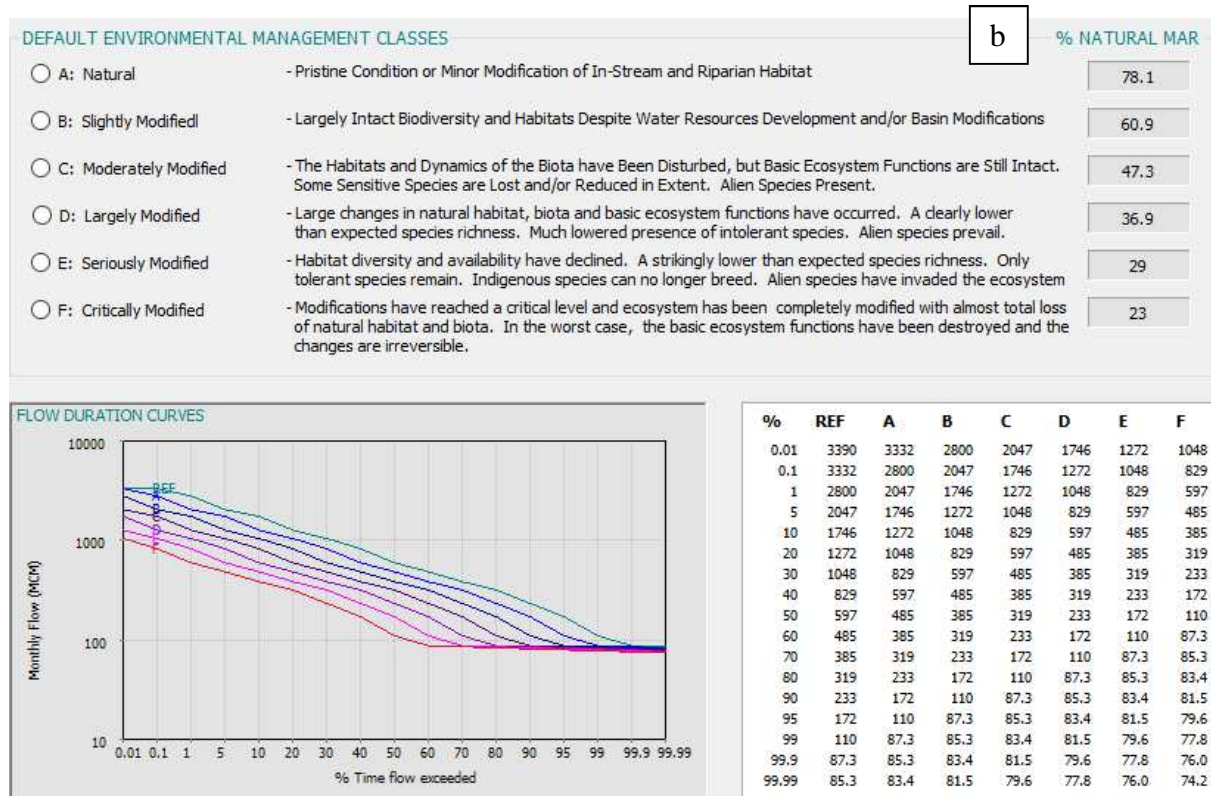 b
DEFAULT ENVIRONMENTAL MANAGEMENT CLASSES % NATURAL MAR
A: Natural - Pristine Condition or Minor Modification of In-Stream and Riparian Habitat 78.1
B: Slightly Modifiedl - Largely Intact Biodiversity and Habitats Despite Water Resources Development and/or Basin Modifications 60.9
C: Moderately Modified - The Habitats and Dynamics of the Biota have Been Disturbed, but Basic Ecosystem Functions are Still Intact. 47.3
Some Sensitive Species are Lost and/or Reduced in Extent. Alien Species Present.
D: Largely Modified - Large changes in natural habitat, biota and basic ecosystem functions have occurred. A clearly lower 36.9
than expected species richness. Much lowered presence of intolerant species. Alien species prevail.
E: Seriously Modified - Habitat diversity and availability have declined. A strikingly lower than expected species richness. Only 29
tolerant species remain. Indigenous species can no longer breed. Alien species have invaded the ecosystem
F: Critically Modified - Modifications have reached a critical level and ecosystem has been completely modified with almost total loss 23
of natural habitat and biota. In the worst case, the basic ecosystem functions have been destroyed and the
changes are irreversible.
FLOW DURATION CURVES
10000
1000
100
10
Monthly Flow (MCM)
REF
A
B
C
D
E
F
0.01 0.1 1 5 10 20 30 40 50 60 70 80 90 95 99 99.9 99.99
% Time flow exceeded
% REF A B C D E F
0.01 3390 3332 2800 2047 1746 1272 1048
0.1 3332 2800 2047 1746 1272 1048 829
1 2800 2047 1746 1272 1048 829 597
5 2047 1746 1272 1048 829 597 485
10 1746 1272 1048 829 597 485 385
20 1272 1048 829 597 485 385 319
30 1048 829 597 485 385 319 233
40 829 597 485 385 319 233 172
50 597 485 385 319 233 172 110
60 485 385 319 233 172 110 87.3
70 385 319 233 172 110 87.3 85.3
80 319 233 172 110 87.3 85.3 83.4
90 233 172 110 87.3 85.3 83.4 81.5
95 172 110 87.3 85.3 83.4 81.5 79.6
99 110 87.3 85.3 83.4 81.5 79.6 77.8
99.9 87.3 85.3 83.4 81.5 79.6 77.8 76.0
99.99 85.3 83.4 81.5 79.6 77.8 76.0 74.2